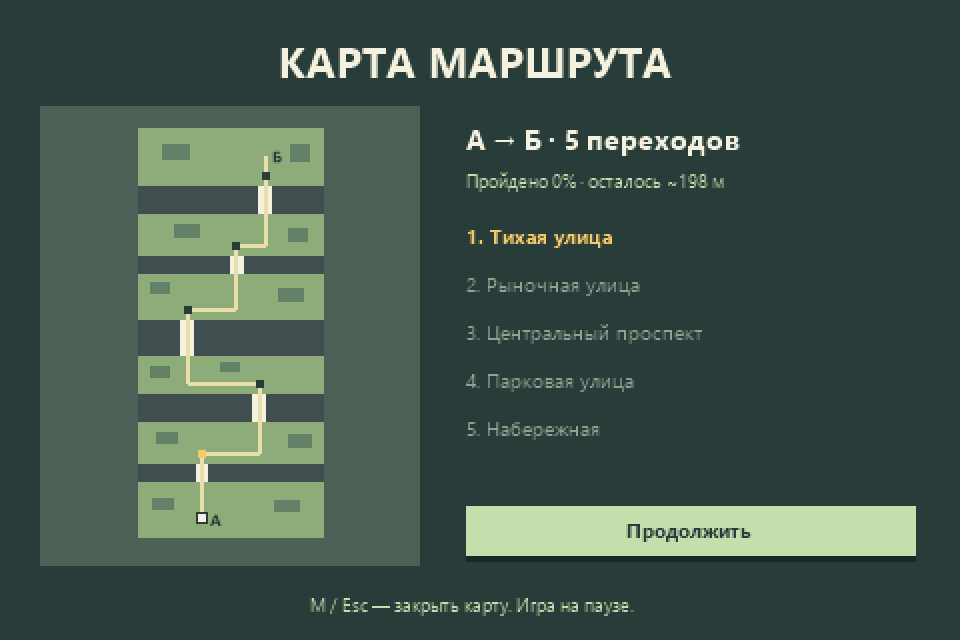 КАРТА МАРШРУТА
Б
А
А → Б · 5 переходов
Пройдено 0% · осталось ~198 м
1. Тихая улица
2. Рыночная улица
3. Центральный проспект
4. Парковая улица
5. Набережная
Продолжить
M / Esc — закрыть карту. Игра на паузе.